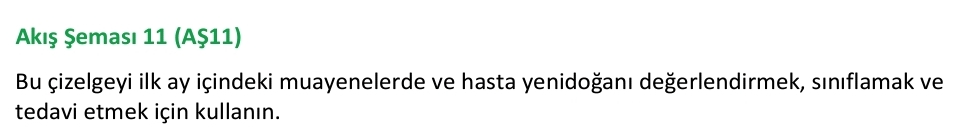 Akış Şeması 11 (AŞ11)
Bu çizelgeyi ilk ay içindeki muayenelerde ve hasta yenidoğanı değerlendirmek, sınıflamak ve
tedavi etmek için kullanın.